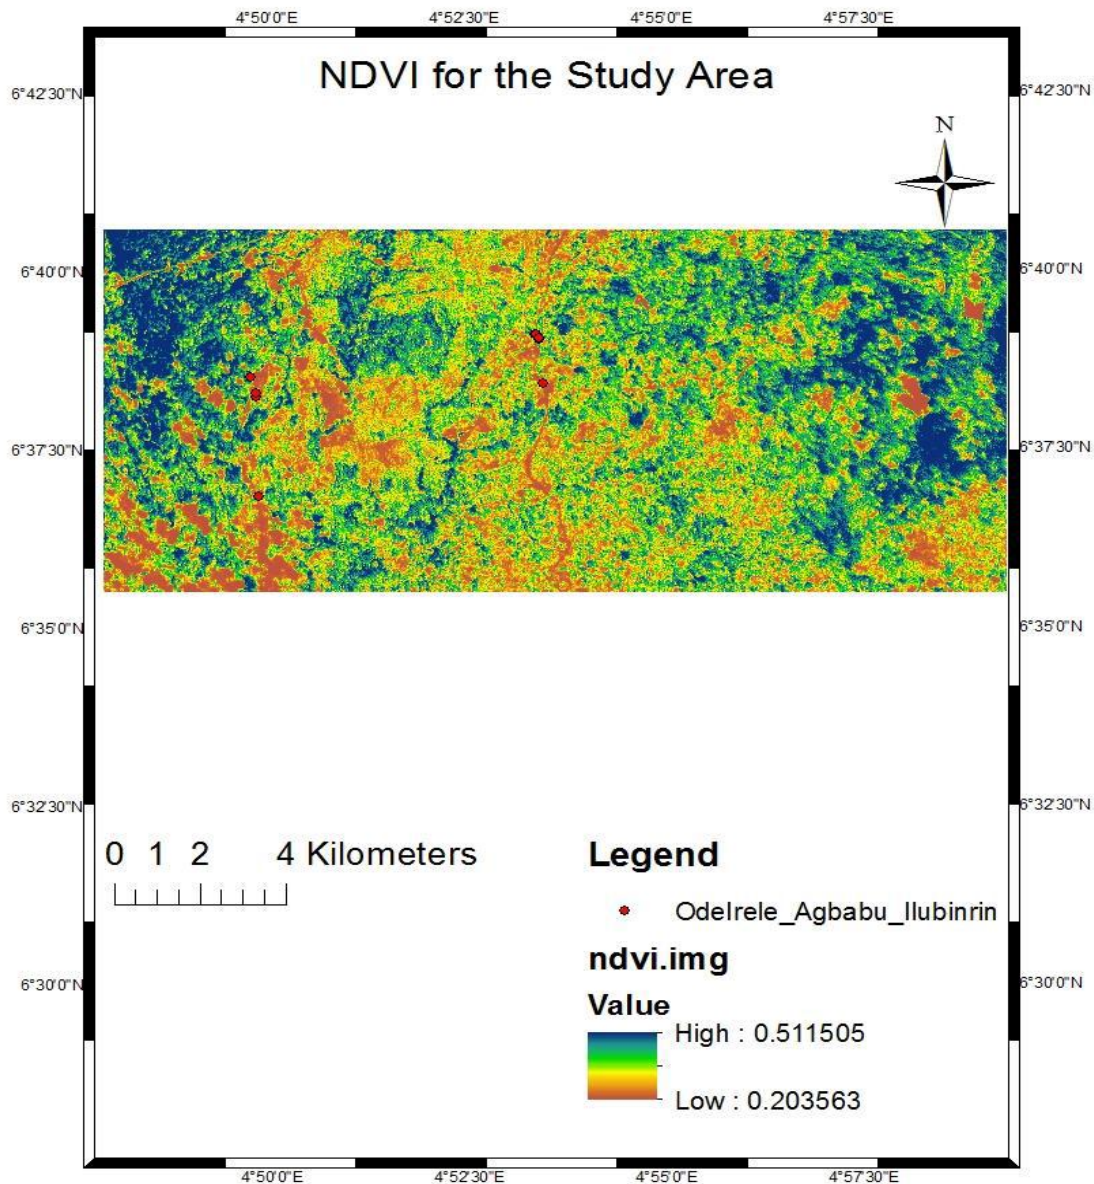 4°50'0"E 4°52'30"E 4°55'0"E 4°57'30"E
NDVI for the Study Area
6°42'30"N 6°42'30"N
N
6°40'0"N 6°40'0"N
6°37'30"N 6°37'30"N
6°35'0"N 6°35'0"N
6°32'30"N 6°32'30"N
0 1 2 4 Kilometers
Legend
OdeIrele_Agbabu_Ilubinrin
ndvi.img
6°30'0"N 6°30'0"N
Value
High : 0.511505
Low : 0.203563
4°50'0"E 4°52'30"E 4°55'0"E 4°57'30"E